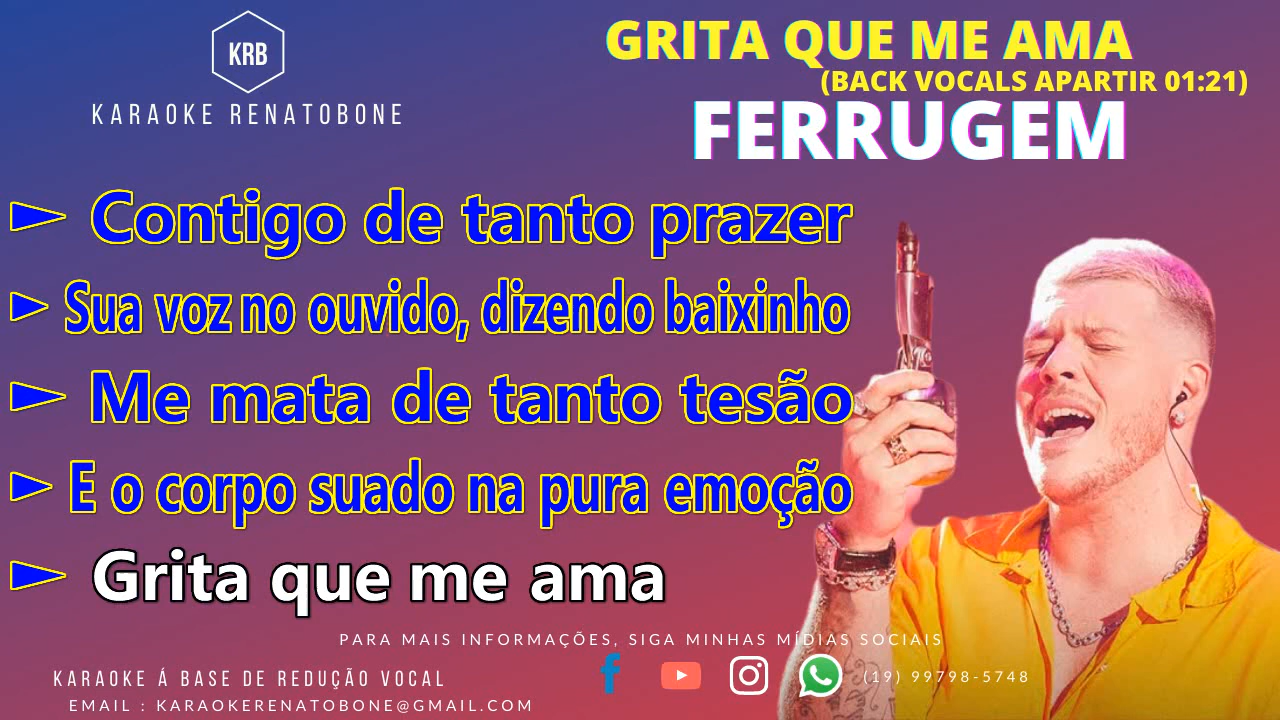 KRB
KARAOKE RENATOBONE
GRITA QUE ME AMA
(BACK VOCALS APARTIR 01:21)
FERRUGEM
► Contigo de tanto prazer
► Sua voz no ouvido, dizendo baixinho
► Me mata de tanto tesão
► E o corpo suado na pura emoção
► Grita que me ama
PARA MAIS INFORMAÇÕES, SIGA MINHAS MÍDIAS SOCIAIS
KARAOKE Á BASE DE REDUÇÃO VOCAL
(19) 99798-5748
EMAIL : KARAOKERENATOBONE@GMAIL.COM